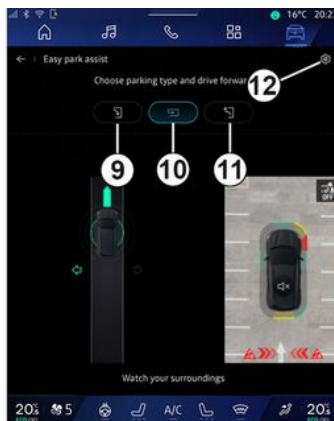 16°C 20:2
Easy park assist
Choose parking type and drive forwar
12
9
10
11
OFF
Watch your surroundings
20°c
5
A/C
20°c